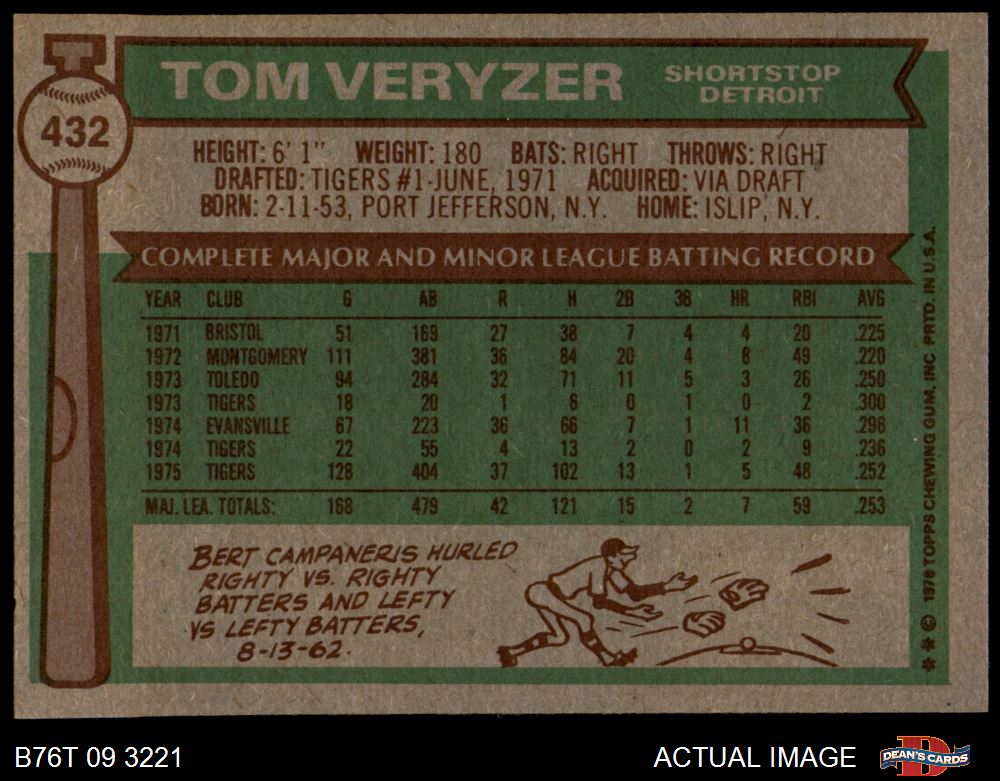 432
TOM VERYZER
SHORTSTOP
DETROIT
HEIGHT: 6' 1" WEIGHT: 180 BATS: RIGHT THROWS: RIGHT
DRAFTED: TIGERS #1-JUNE, 1971 ACQUIRED: VIA DRAFT
BORN: 2-11-53, PORT JEFFERSON, N.Y. HOME: ISLIP, N.Y.
COMPLETE MAJOR AND MINOR LEAGUE BATTING RECORD
YEAR CLUB G AB R H 2B 3B HR RBI AVG
1971 BRISTOL 51 169 27 38 7 4 4 20 .225
1972 MONTGOMERY 111 381 36 84 20 4 8 49 .220
1973 TOLEDO 94 284 32 71 11 5 3 26 .250
1973 TIGERS 18 20 1 6 0 1 0 2 .300
1974 EVANSVILLE 67 223 36 66 7 1 11 36 .296
1974 TIGERS 22 55 4 13 2 0 2 9 .236
1975 TIGERS 128 404 37 102 13 1 5 48 .252
MAJ. LEA. TOTALS: 168 479 42 121 15 2 7 59 .253
BERT CAMPANERIS HURLED
RIGHTY VS. RIGHTY
BATTERS AND LEFTY
VS LEFTY BATTERS,
8-13-62.
** © 1976 TOPPS CHEWING GUM, INC PRTD. IN U.S.A.
B76T 09 3221
ACTUAL IMAGE
DEAN'S CARDS